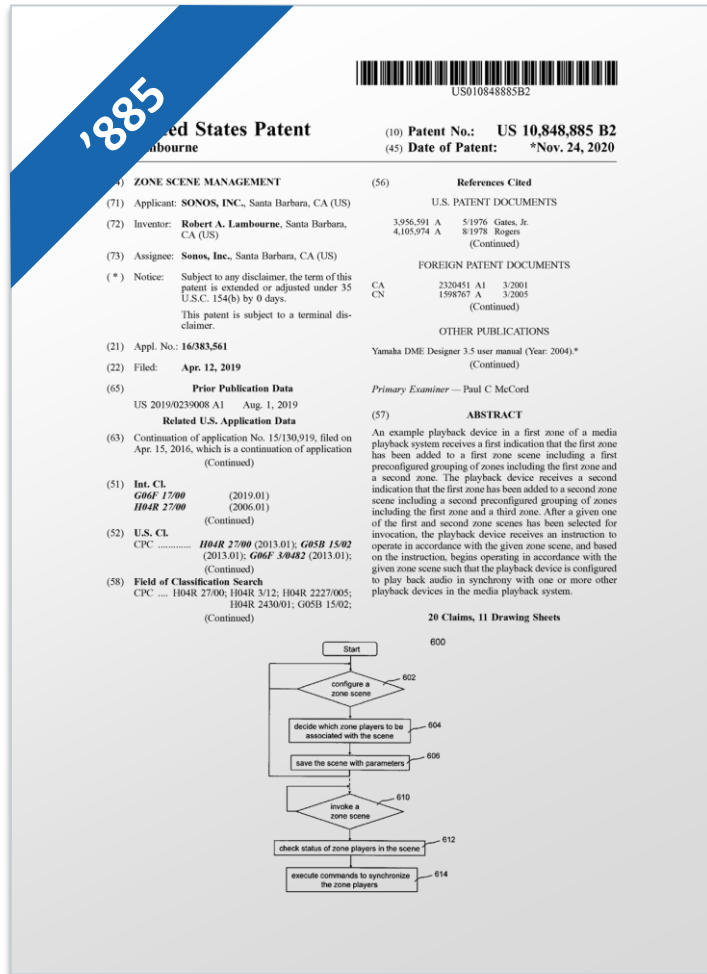 '885
US010848885B2
ed States Patent
bourne
(10) Patent No.: US 10,848,885 B2
(45) Date of Patent: *Nov. 24, 2020
) ZONE SCENE MANAGEMENT
(71) Applicant: SONOS, INC., Santa Barbara, CA (US)
(72) Inventor: Robert A. Lambourne, Santa Barbara,
CA (US)
(73) Assignee: Sonos, Inc., Santa Barbara, CA (US)
( * ) Notice: Subject to any disclaimer, the term of this
patent is extended or adjusted under 35
U.S.C. 154(b) by 0 days.
This patent is subject to a terminal dis-
claimer.
(21) Appl. No.: 16/383,561
(22) Filed: Apr. 12, 2019
(65) Prior Publication Data
US 2019/0239008 A1 Aug. 1, 2019
Related U.S. Application Data
(63) Continuation of application No. 15/130,919, filed on
Apr. 15, 2016, which is a continuation of application
(Continued)
(51) Int. Cl.
G06F 17/00 (2019.01)
H04R 27/00 (2006.01)
(Continued)
(52) U.S. Cl.
CPC ............. H04R 27/00 (2013.01); G05B 15/02
(2013.01); G06F 3/0482 (2013.01);
(Continued)
(58) Field of Classification Search
CPC .... H04R 27/00; H04R 3/12; H04R 2227/005;
H04R 2430/01; G05B 15/02;
(Continued)
(56) References Cited
U.S. PATENT DOCUMENTS
3,956,591 A 5/1976 Gates, Jr.
4,105,974 A 8/1978 Rogers
(Continued)
FOREIGN PATENT DOCUMENTS
CA 2320451 A1 3/2001
CN 1598767 A 3/2005
(Continued)
OTHER PUBLICATIONS
Yamaha DME Designer 3.5 user manual (Year: 2004).*
(Continued)
Primary Examiner — Paul C McCord
(57) ABSTRACT
An example playback device in a first zone of a media
playback system receives a first indication that the first zone
has been added to a first zone scene including a first
preconfigured grouping of zones including the first zone and
a second zone. The playback device receives a second
indication that the first zone has been added to a second zone
scene including a second preconfigured grouping of zones
including the first zone and a third zone. After a given one
of the first and second zone scenes has been selected for
invocation, the playback device receives an instruction to
operate in accordance with the given zone scene, and based
on the instruction, begins operating in accordance with the
given zone scene such that the playback device is configured
to play back audio in synchrony with one or more other
playback devices in the media playback system.
20 Claims, 11 Drawing Sheets
600
Start
602
configure a
zone scene
604
decide which zone players to be
associated with the scene
606
save the scene with parameters
610
invoke a
zone scene
612
check status of zone players in the scene
614
execute commands to synchronize
the zone players